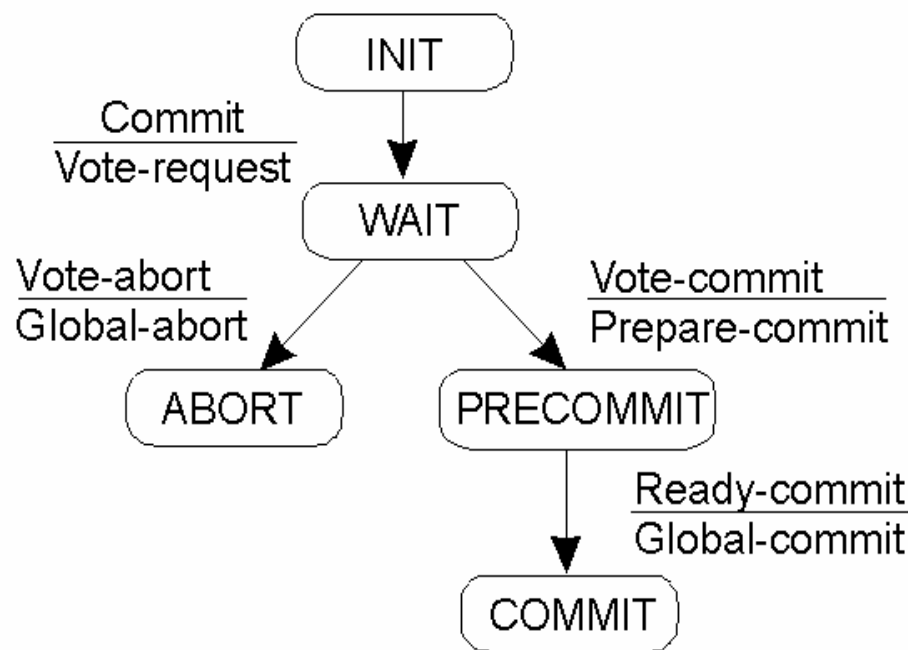 INIT
Commit
Vote-request
WAIT
Vote-abort
Global-abort
Vote-commit
Prepare-commit
ABORT
PRECOMMIT
Ready-commit
Global-commit
COMMIT